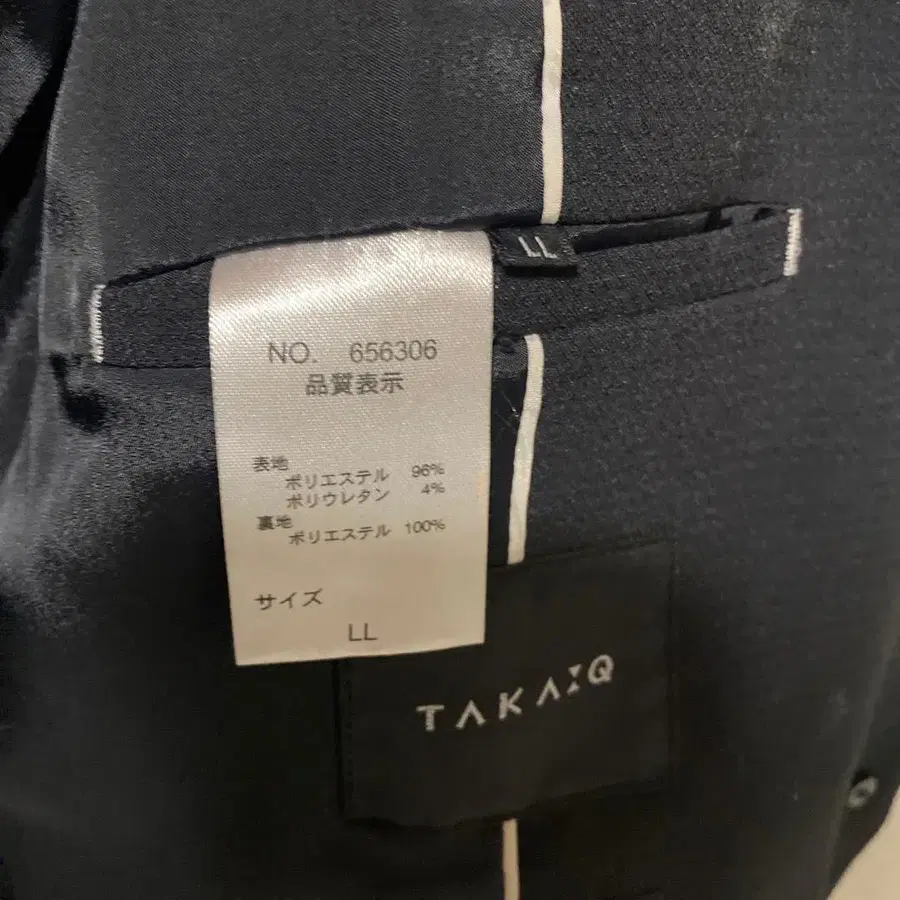 LL
NO. 656306
品質表示
表地
ポリエステル 96%
ポリウレタン 4%
裏地
ポリエステル 100%
サイズ
LL
TAKA:Q